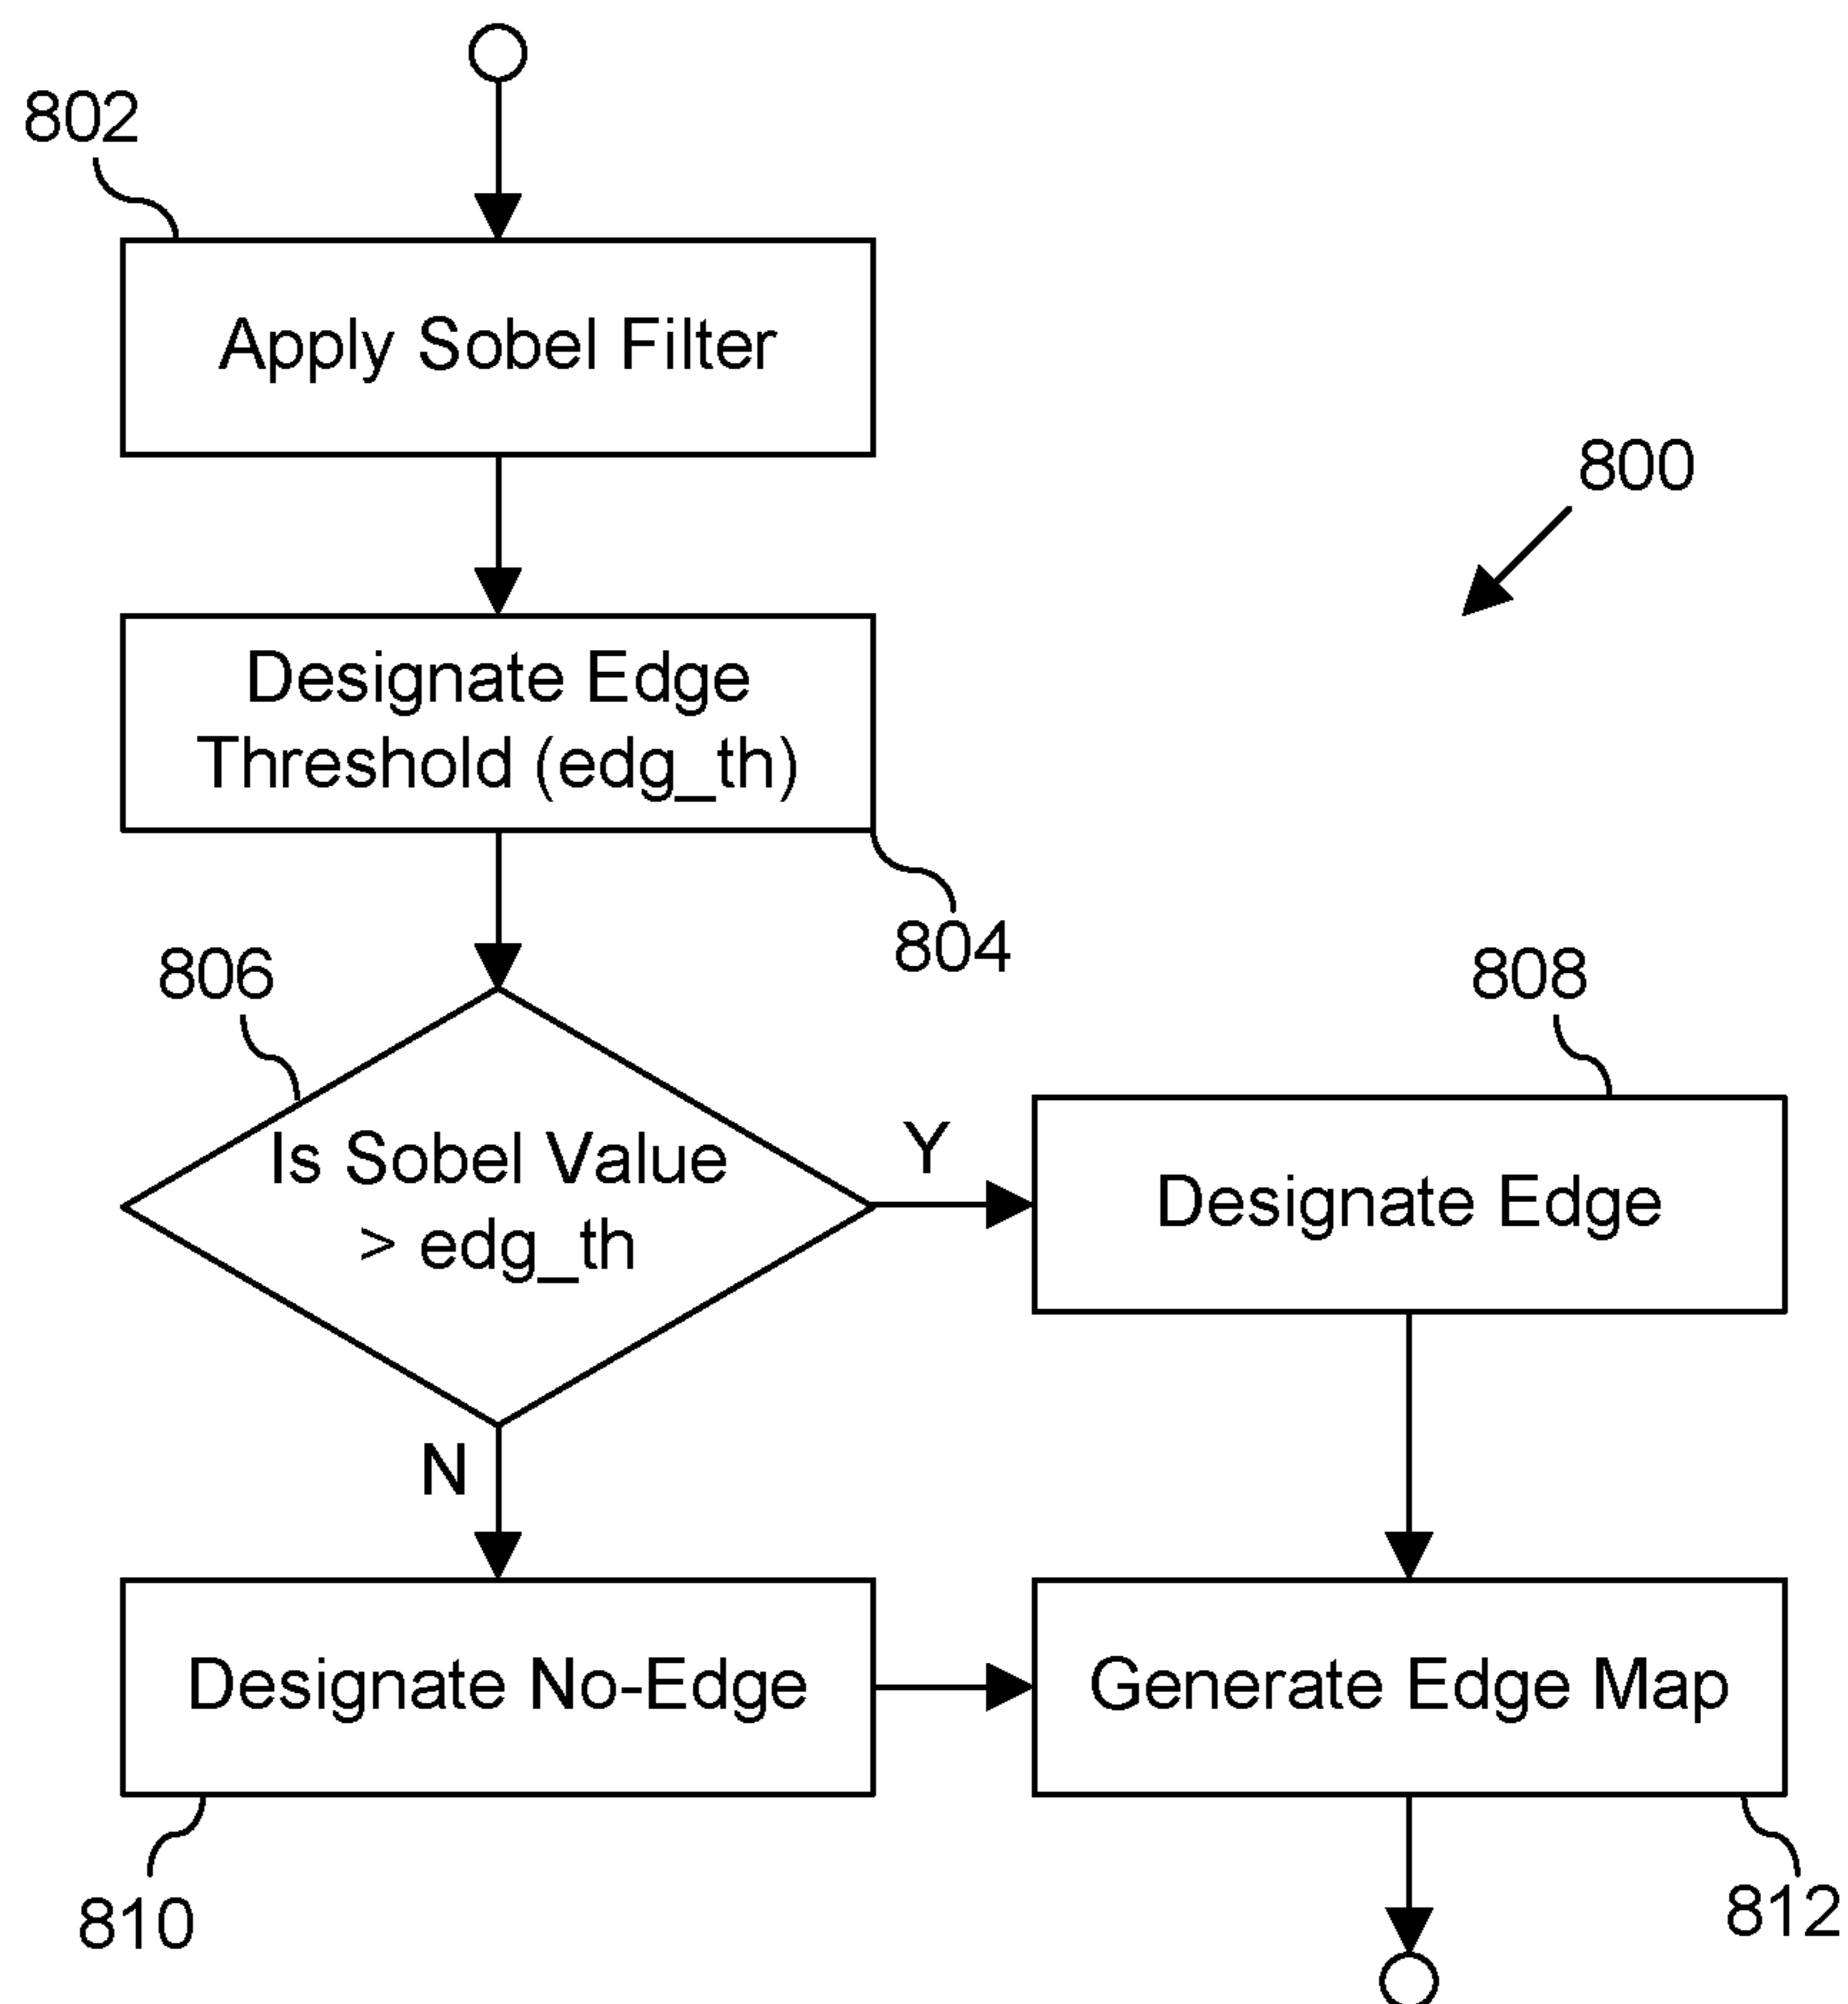 802
Apply Sobel Filter
800
Designate Edge
Threshold (edg_th)
804
806
808
Is Sobel Value
> edg_th
Y
Designate Edge
N
Designate No-Edge
Generate Edge Map
810
812